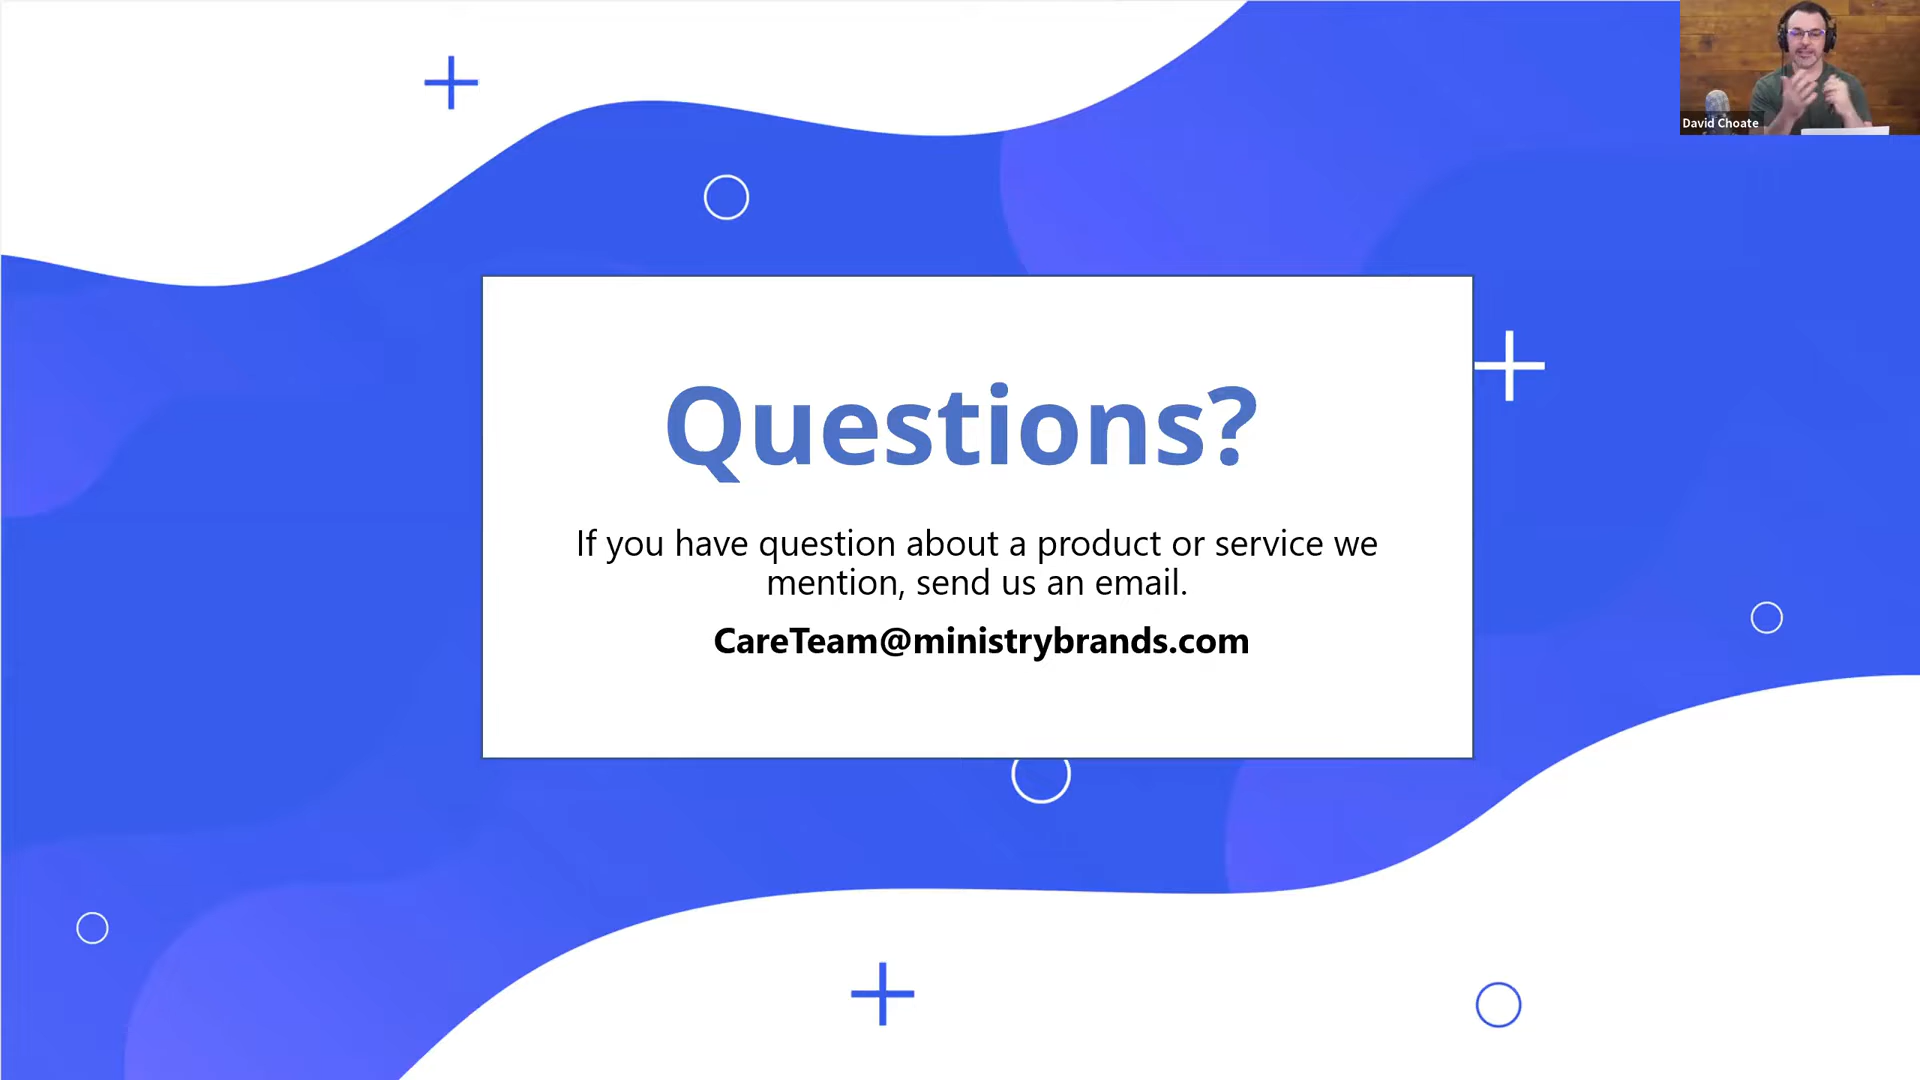 David Choate
Questions?
If you have question about a product or service we
mention, send us an email.
CareTeam@ministrybrands.com